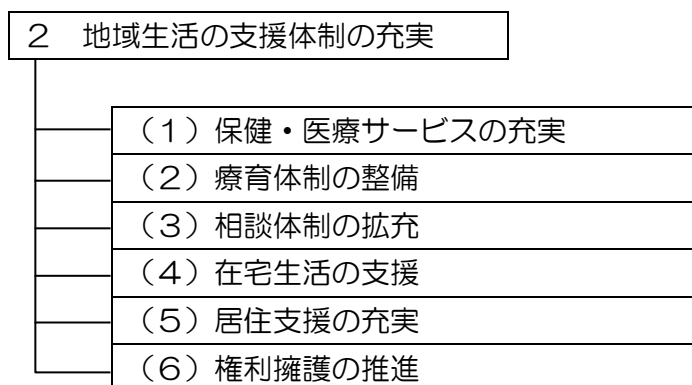 ２　地域生活の支援体制の充実
（１）保健・医療サービスの充実
（２）療育体制の整備
（３）相談体制の拡充
（４）在宅生活の支援
（５）居住支援の充実
（６）権利擁護の推進